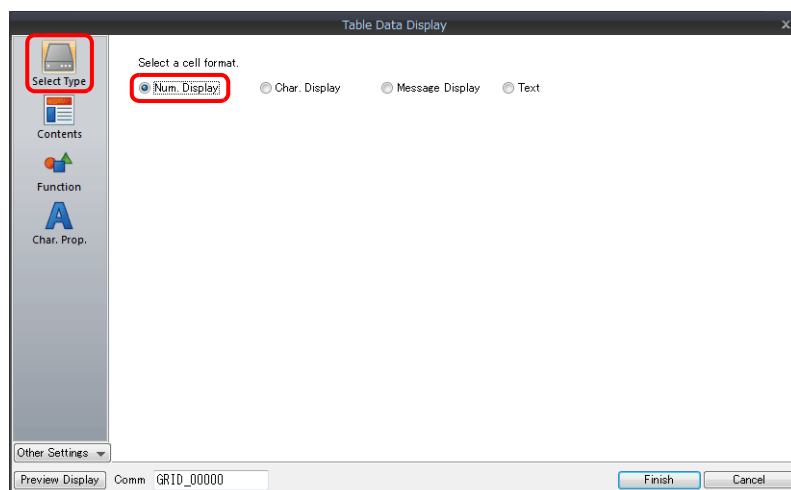 Table Data Display
Select a cell format.
Select Type
Num. Display Char. Display Message Display Text
Contents
Function
Char. Prop.
Other Settings
Preview Display Comm GRID_00000 Finish Cancel